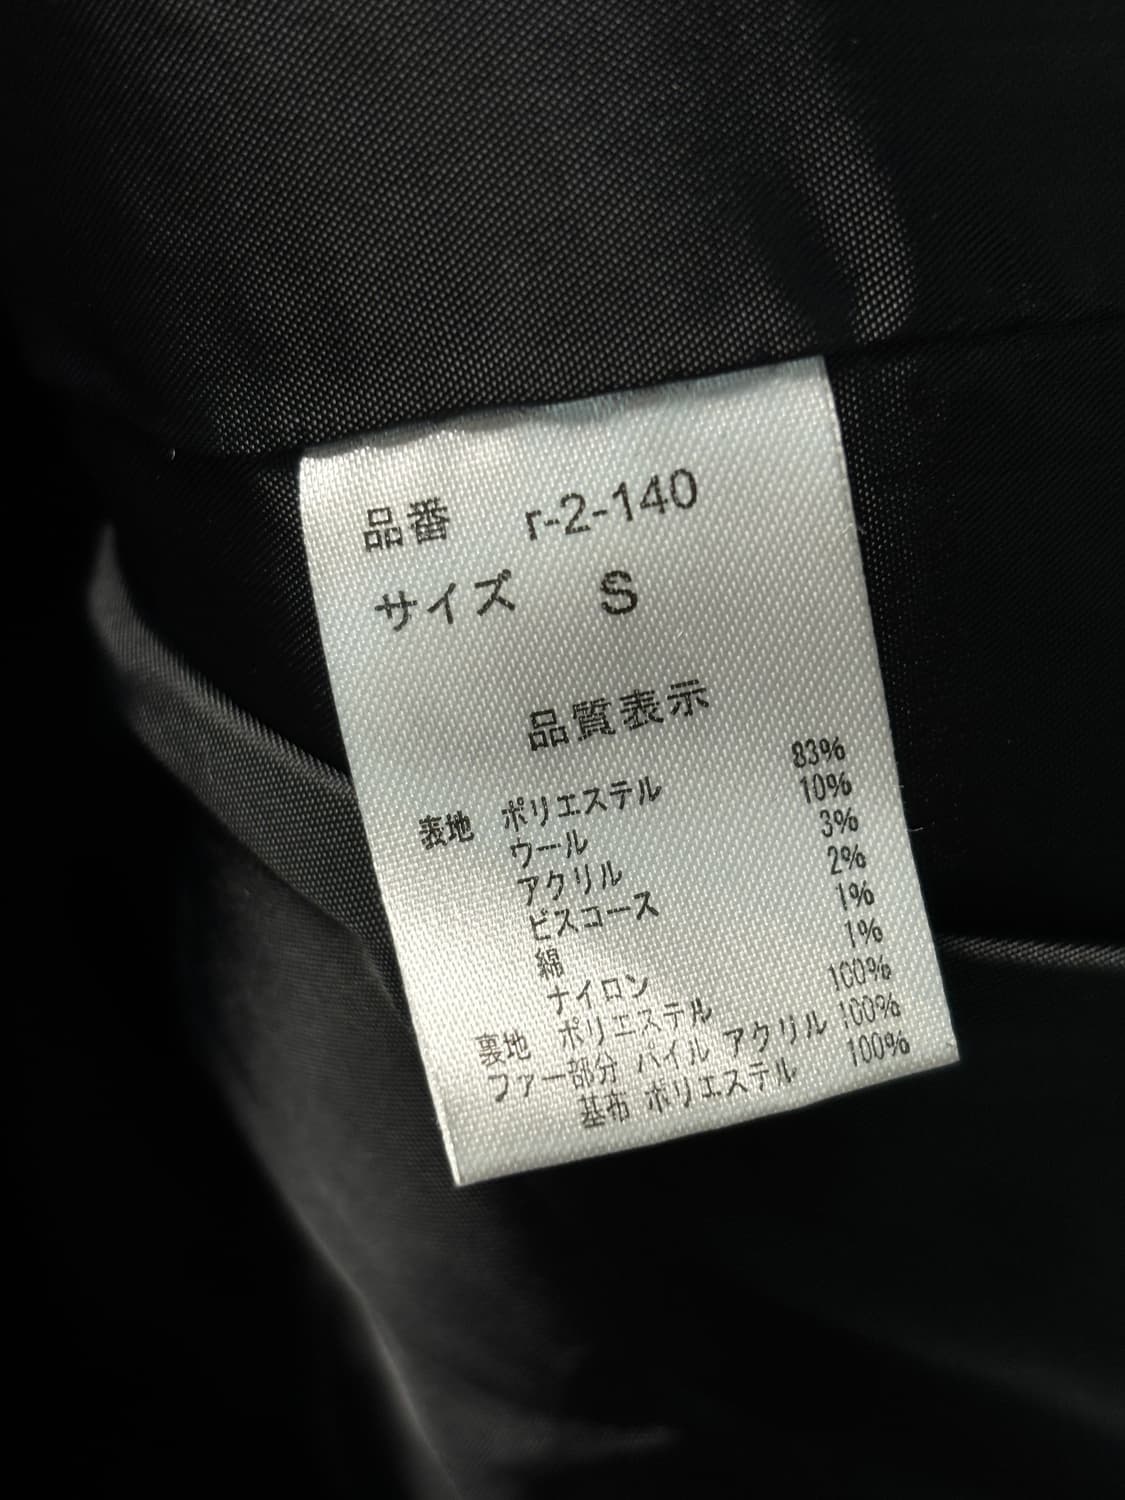 品番 r-2-140
サイズ S
品質表示
表地 ポリエステル 83%
ウール 10%
アクリル 3%
ビスコース 2%
綿 1%
ナイロン 1%
裏地 ポリエステル 100%
ファー部分 パイル アクリル 100%
基布 ポリエステル 100%